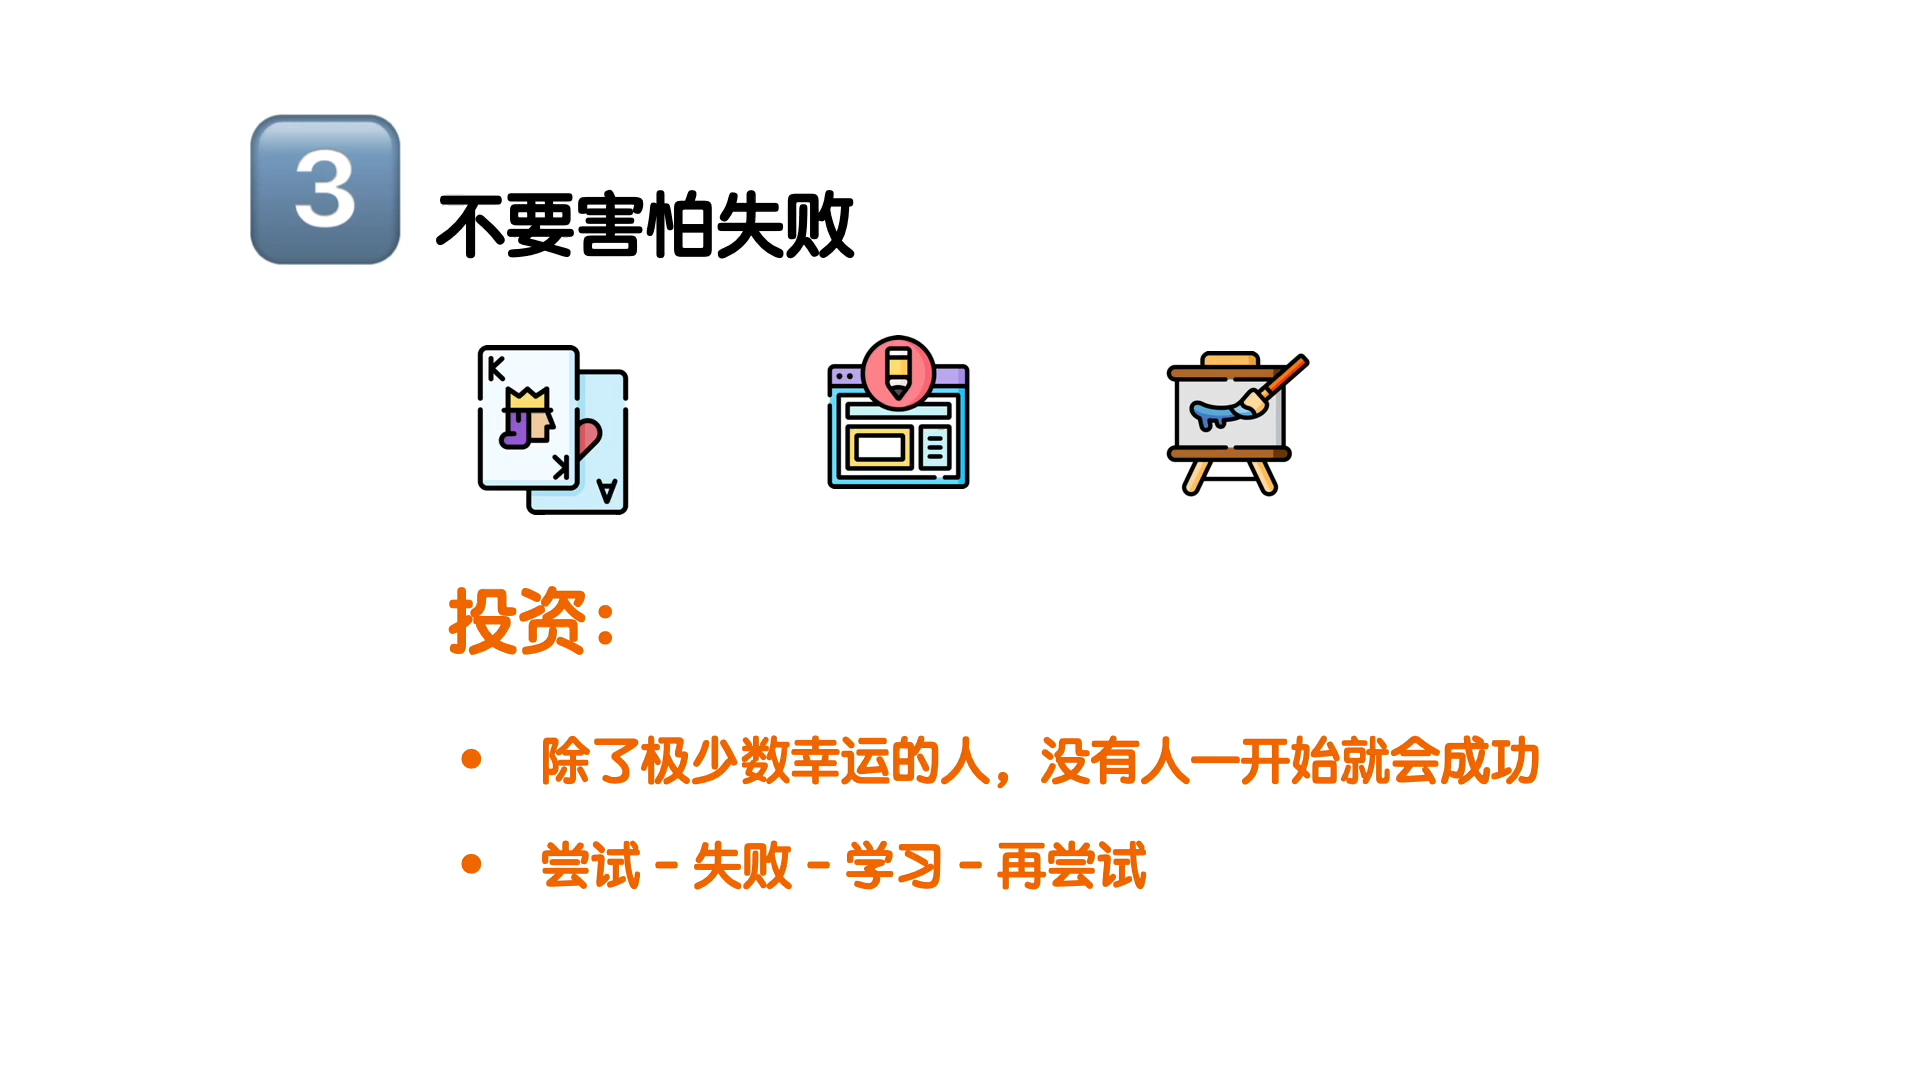 3
不要害怕失败
K
K
A
投资：
• 除了极少数幸运的人，没有人一开始就会成功
• 尝试 - 失败 - 学习 - 再尝试